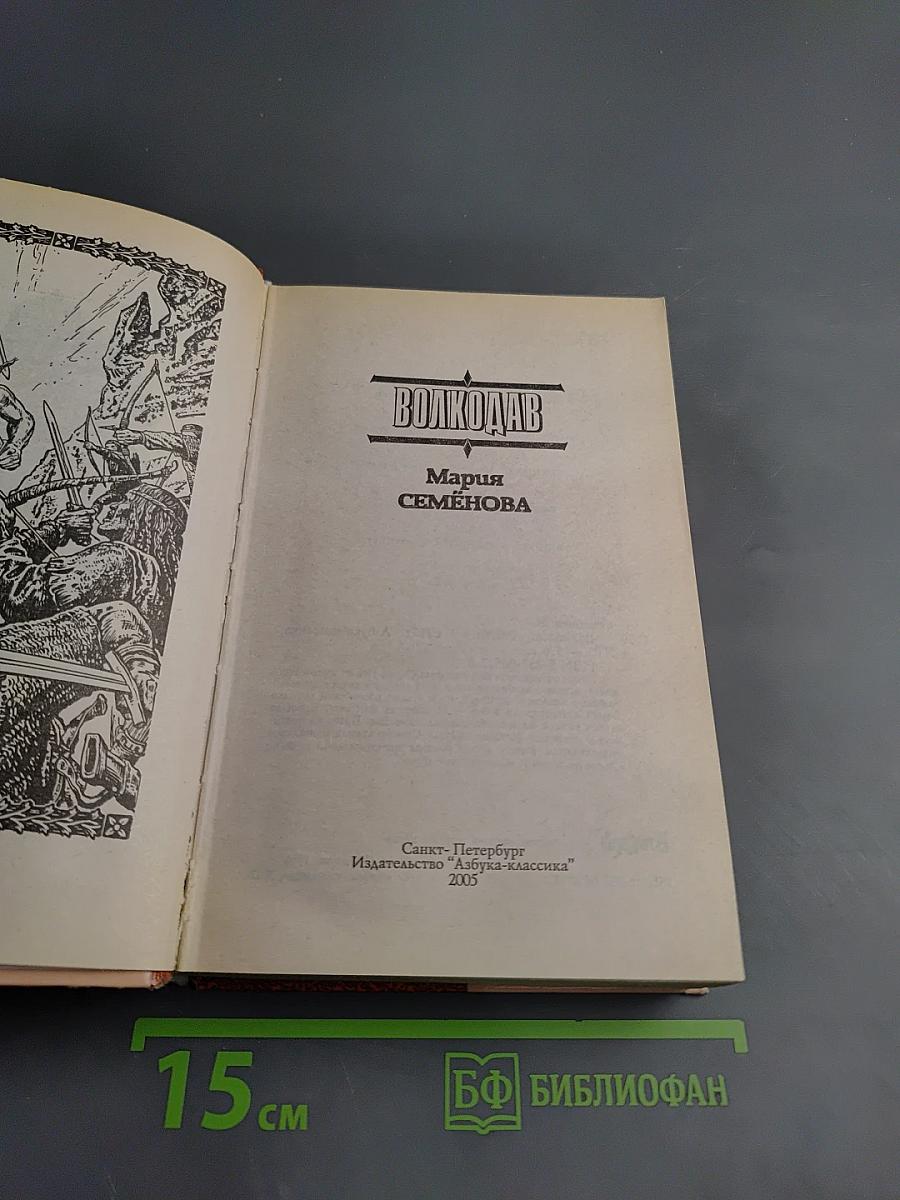 ВОЛКОДАВ
Мария
СЕМЁНОВА
Санкт- Петербург
Издательство "Азбука-классика"
2005
15 см
БФ БИБЛИОФАН